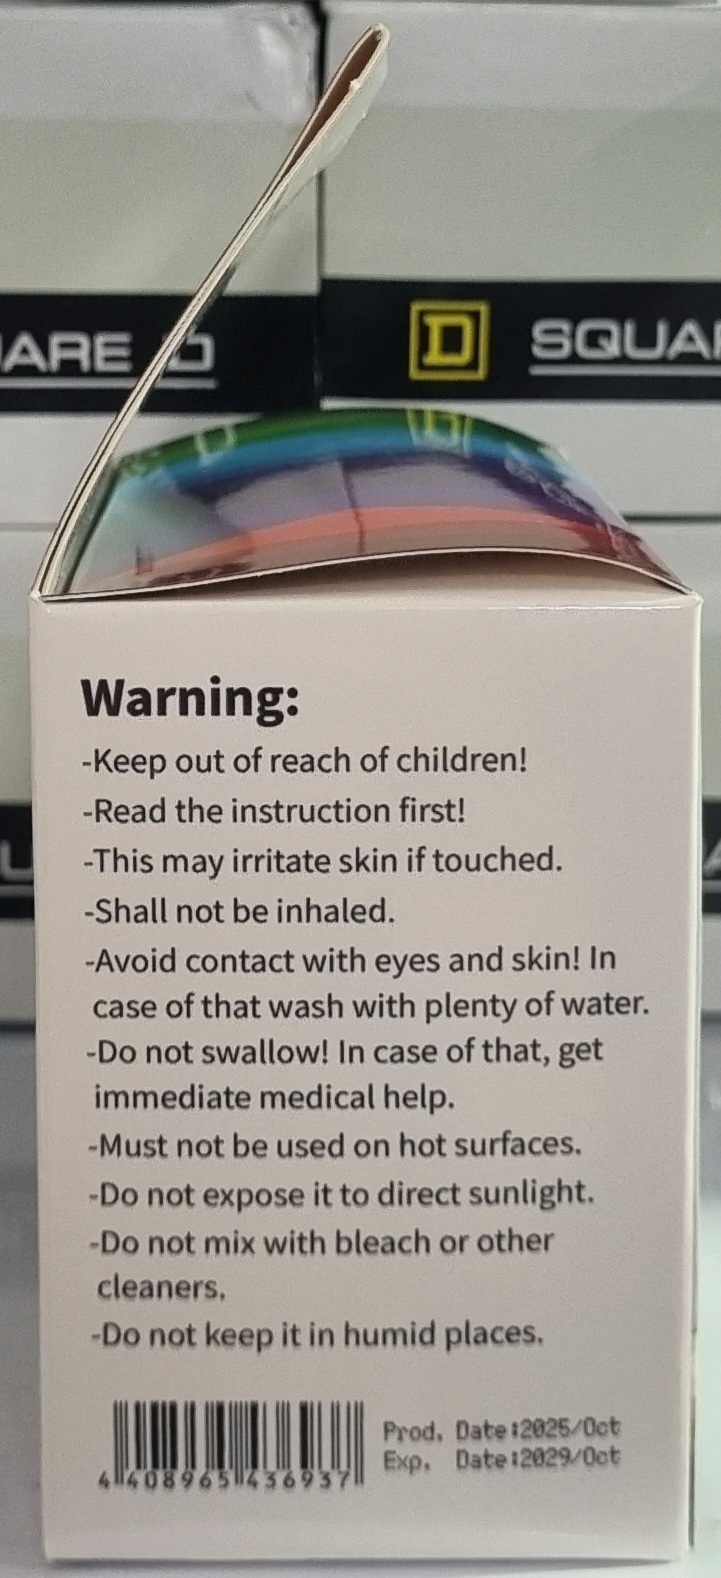 ARE D
D SQUA
Warning:
-Keep out of reach of children!
-Read the instruction first!
-This may irritate skin if touched.
-Shall not be inhaled.
-Avoid contact with eyes and skin! In
case of that wash with plenty of water.
-Do not swallow! In case of that, get
immediate medical help.
-Must not be used on hot surfaces.
-Do not expose it to direct sunlight.
-Do not mix with bleach or other
cleaners.
-Do not keep it in humid places.
Prod. Date:2025/Oct
Exp. Date:2029/Oct
4 408965 436937